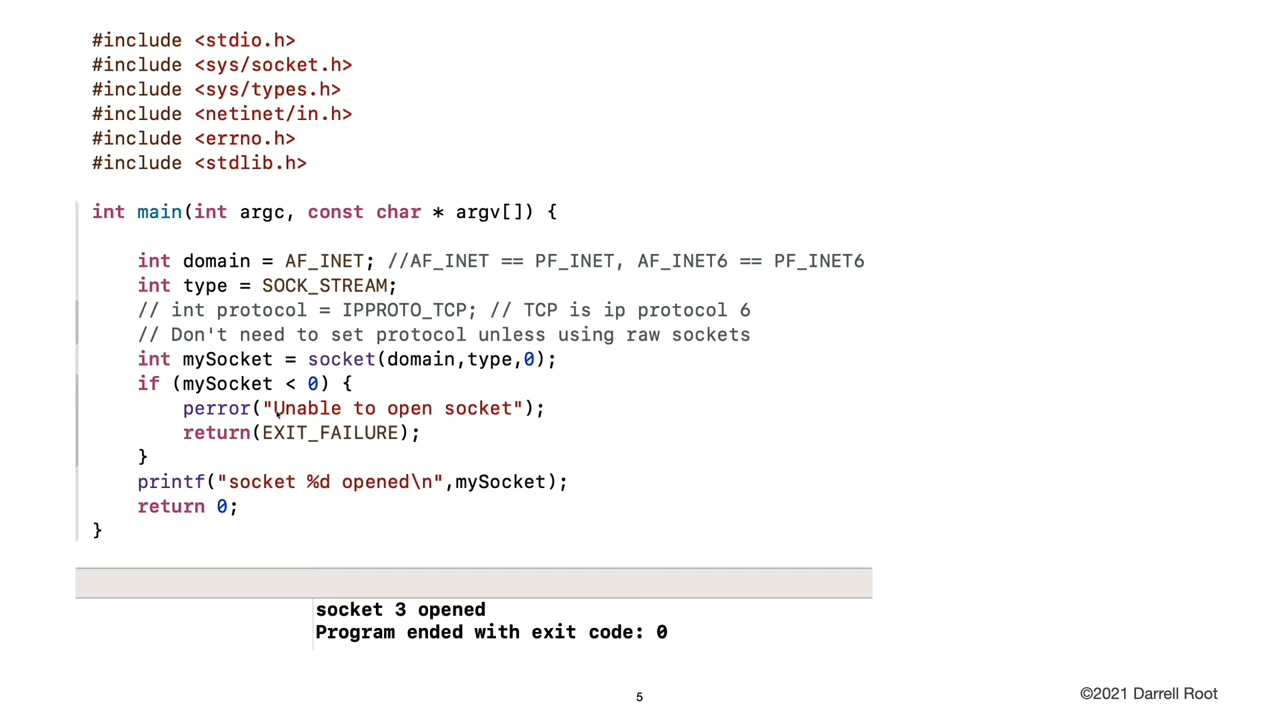 #include <stdio.h>
#include <sys/socket.h>
#include <sys/types.h>
#include <netinet/in.h>
#include <errno.h>
#include <stdlib.h>
int main(int argc, const char * argv[]) {
int domain = AF_INET; //AF_INET == PF_INET, AF_INET6 == PF_INET6
int type = SOCK_STREAM;
// int protocol = IPPROTO_TCP; // TCP is ip protocol 6
// Don't need to set protocol unless using raw sockets
int mySocket = socket(domain,type,0);
if (mySocket < 0) {
perror("Unable to open socket");
return(EXIT_FAILURE);
}
printf("socket %d opened\n",mySocket);
return 0;
}
socket 3 opened
Program ended with exit code: 0
5
©2021 Darrell Root